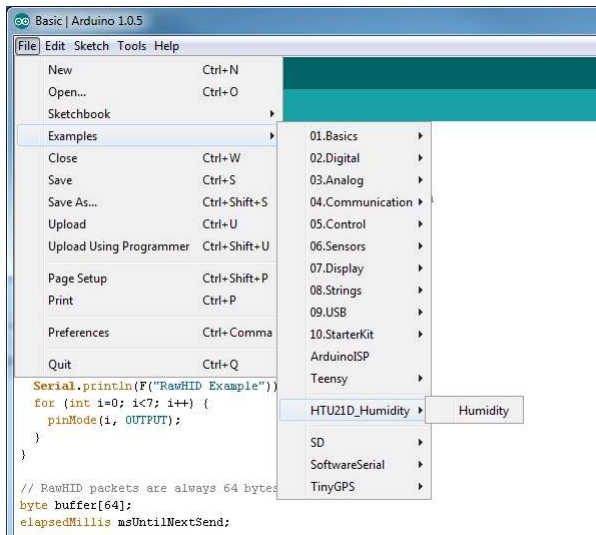 Basic | Arduino 1.0.5
File Edit Sketch Tools Help
New Ctrl+N
Open... Ctrl+O
Sketchbook
Examples
Close Ctrl+W
Save Ctrl+S
Save As... Ctrl+Shift+S
Upload Ctrl+U
Upload Using Programmer Ctrl+Shift+U
Page Setup Ctrl+Shift+P
Print Ctrl+P
Preferences Ctrl+Comma
Quit Ctrl+Q
01.Basics
02.Digital
03.Analog
04.Communication
05.Control
06.Sensors
07.Display
08.Strings
09.USB
10.StarterKit
ArduinoISP
Teensy
HTU21D_Humidity
SD
SoftwareSerial
TinyGPS
Humidity
Serial.println(F("RawHID Example"))
for (int i=0; i<7; i++) {
pinMode(i, OUTPUT);
}
}
// RawHID packets are always 64 bytes
byte buffer[64];
elapsedMillis msUntilNextSend;